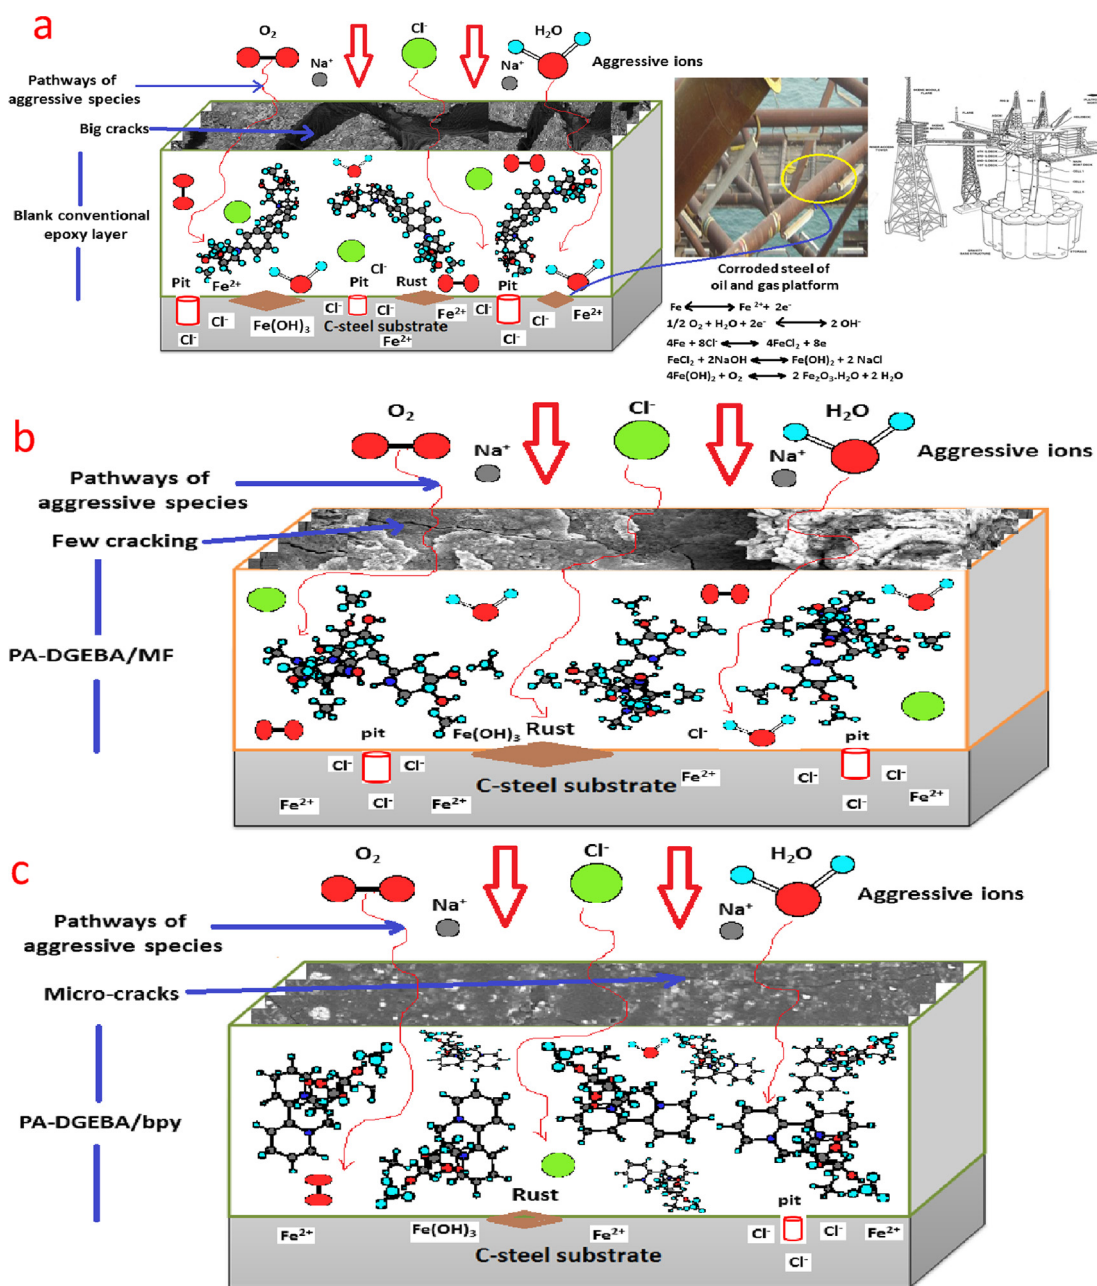 a
O₂
Cl⁻
H₂O
Na⁺
Na⁺
Aggressive ions
Pathways of
aggressive species
Big cracks
Blank conventional
epoxy layer
Pit
Fe²⁺
Pit
Cl⁻
Rust
Pit
Cl⁻
Cl⁻
Fe(OH)₃
Cl⁻
Cl⁻
Cl⁻
C-steel substrate
Fe²⁺
Fe²⁺
Cl⁻
Cl⁻
Cl⁻
Fe²⁺
Corroded steel of
oil and gas platform
Fe ⟷ Fe ²⁺+ 2e⁻
1/2 O₂ + H₂O + 2e⁻ ⟷ 2 OH⁻
4Fe + 8Cl⁻ ⟷ 4FeCl₂ + 8e
FeCl₂ + 2NaOH ⟷ Fe(OH)₂ + 2 NaCl
4Fe(OH)₂ + O₂ ⟷ 2 Fe₂O₃.H₂O + 2 H₂O
b
O₂
Cl⁻
H₂O
Na⁺
Na⁺
Aggressive ions
Pathways of
aggressive species
Few cracking
PA-DGEBA/MF
pit
Fe(OH)₃
Rust
Cl⁻
pit
Cl⁻
Cl⁻
C-steel substrate
Fe²⁺
Cl⁻
Cl⁻
Fe²⁺
Cl⁻
Fe²⁺
Cl⁻
Fe²⁺
c
O₂
Cl⁻
H₂O
Na⁺
Na⁺
Aggressive ions
Pathways of
aggressive species
Micro-cracks
PA-DGEBA/bpy
Rust
pit
Fe²⁺
Fe(OH)₃
Fe²⁺
Cl⁻
Cl⁻
Fe²⁺
C-steel substrate
Cl⁻